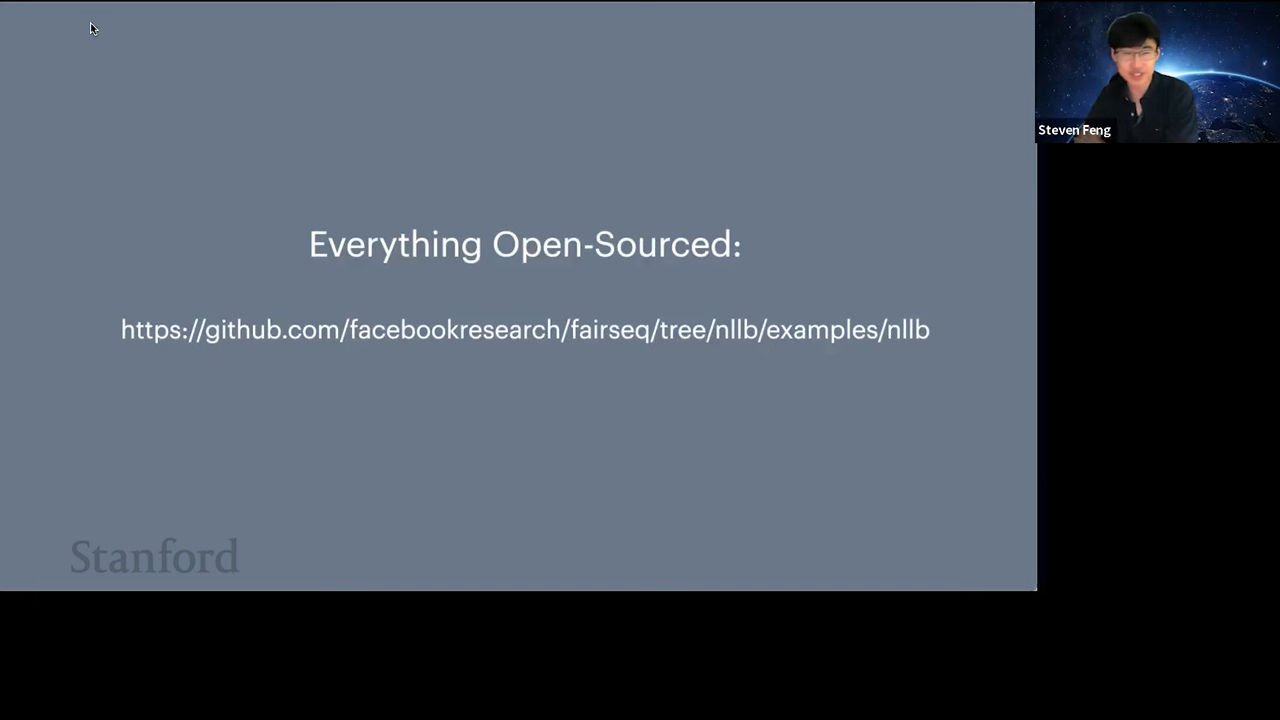 Steven Feng
Everything Open-Sourced:
https://github.com/facebookresearch/fairseq/tree/nllb/examples/nllb
Stanford